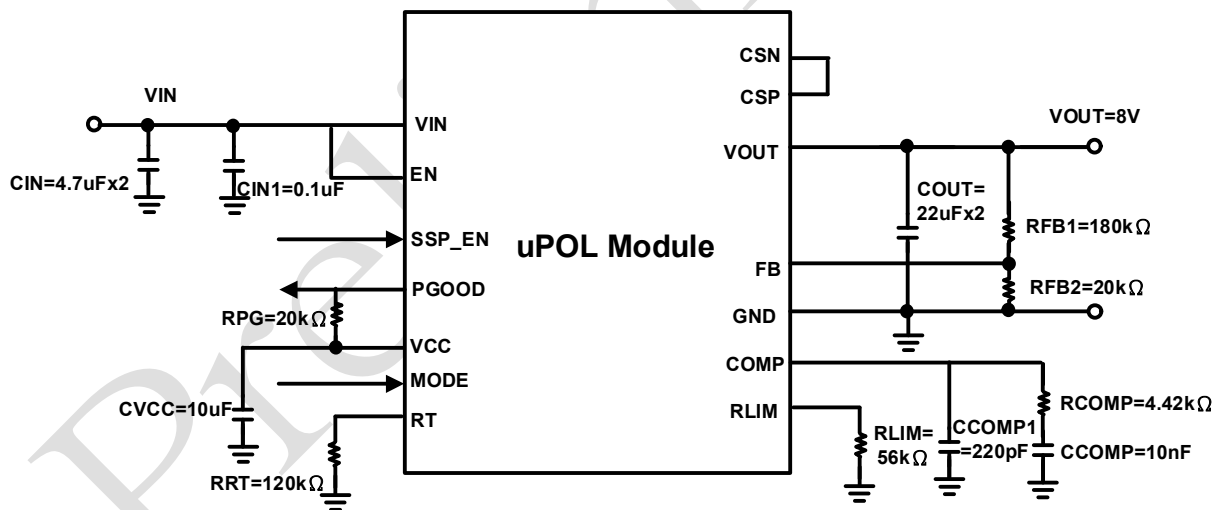 CSN
CSP
VIN
VIN
VOUT=8V
VOUT
EN
CIN=4.7uFx2
CIN1=0.1uF
COUT=
22uFx2
RFB1=180kΩ
SSP_EN
uPOL Module
FB
PGOOD
RFB2=20kΩ
RPG=20kΩ
GND
VCC
COMP
MODE
CVCC=10uF
RLIM
RCOMP=4.42kΩ
RT
RLIM=
56kΩ
CCOMP1
=220pF
CCOMP=10nF
RRT=120kΩ
Preli